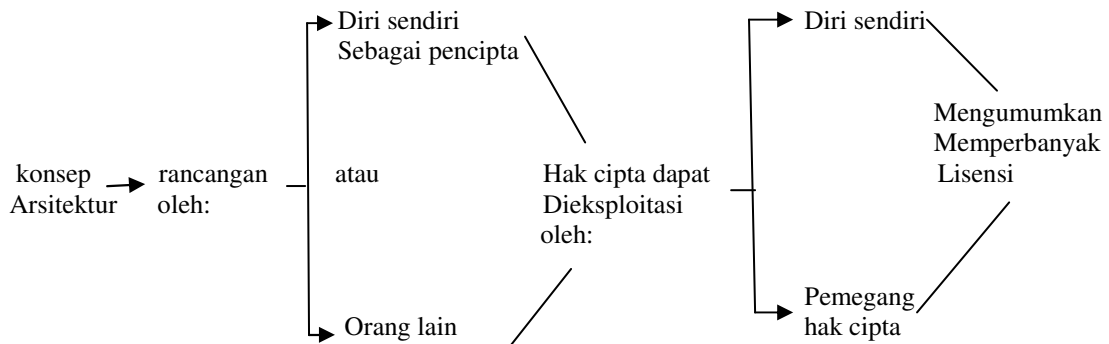 Diri sendiri
Sebagai pencipta
Diri sendiri
Mengumumkan
Memperbanyak
Lisensi
konsep
Arsitektur
rancangan
oleh:
atau
Hak cipta dapat
Dieksploitasi
oleh:
Orang lain
Pemegang
hak cipta